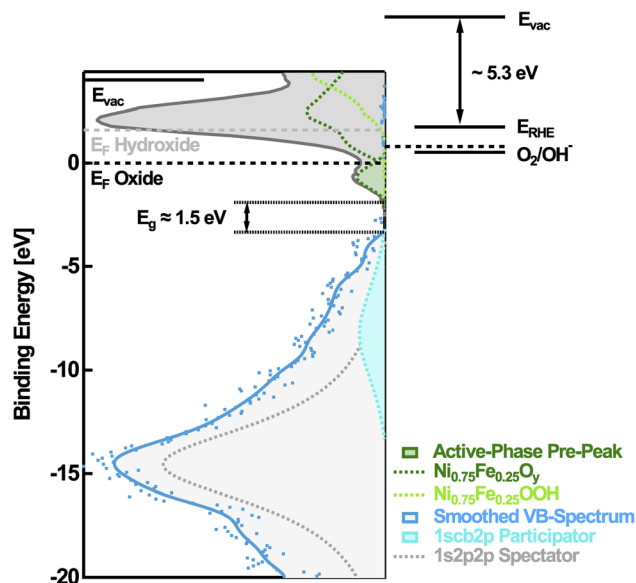 E_vac
~ 5.3 eV
E_RHE
O₂/OH⁻
E_vac
E_F Hydroxide
0
E_F Oxide
E_g ≈ 1.5 eV
-5
-10
-15
-20
Binding Energy [eV]
Active-Phase Pre-Peak
Ni₀.₇₅Fe₀.₂₅Oᵧ
Ni₀.₇₅Fe₀.₂₅OOH
Smoothed VB-Spectrum
1scb2p Participator
1s2p2p Spectator